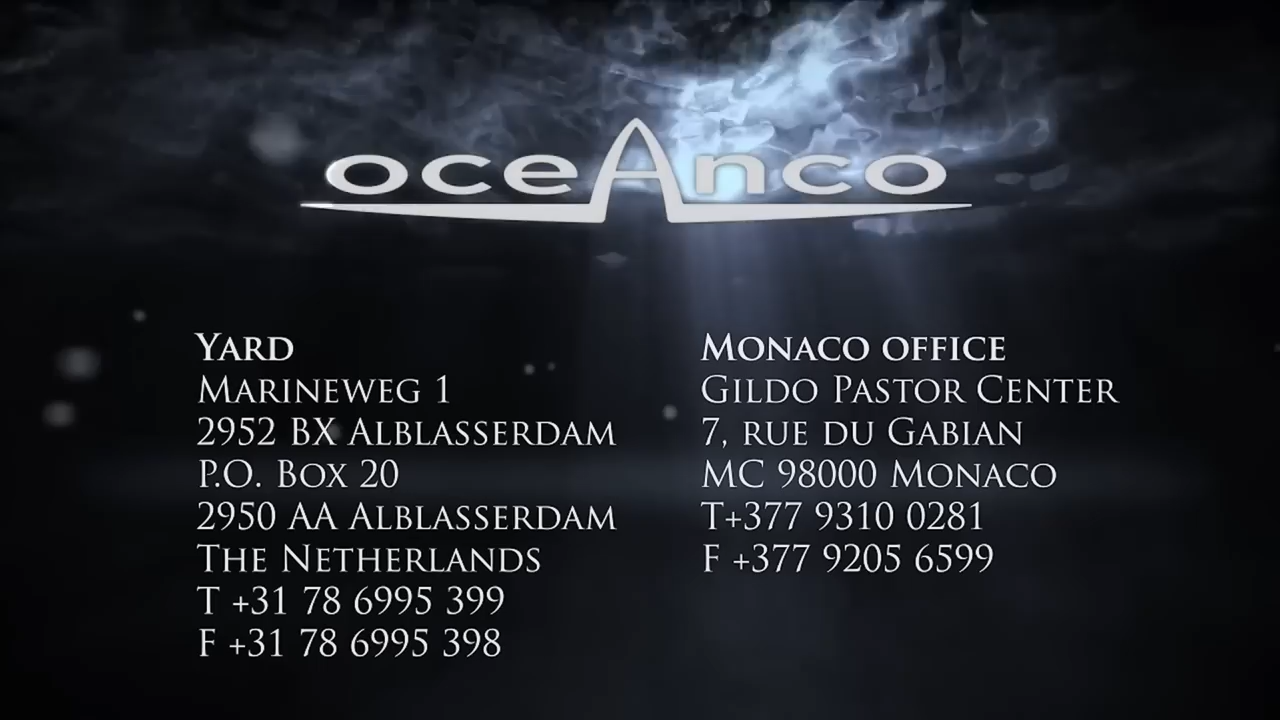 oceAnco
Yard
Marineweg 1
2952 BX Alblasserdam
P.O. Box 20
2950 AA Alblasserdam
The Netherlands
T +31 78 6995 399
F +31 78 6995 398
Monaco office
Gildo Pastor Center
7, rue du Gabian
MC 98000 Monaco
T+377 9310 0281
F +377 9205 6599